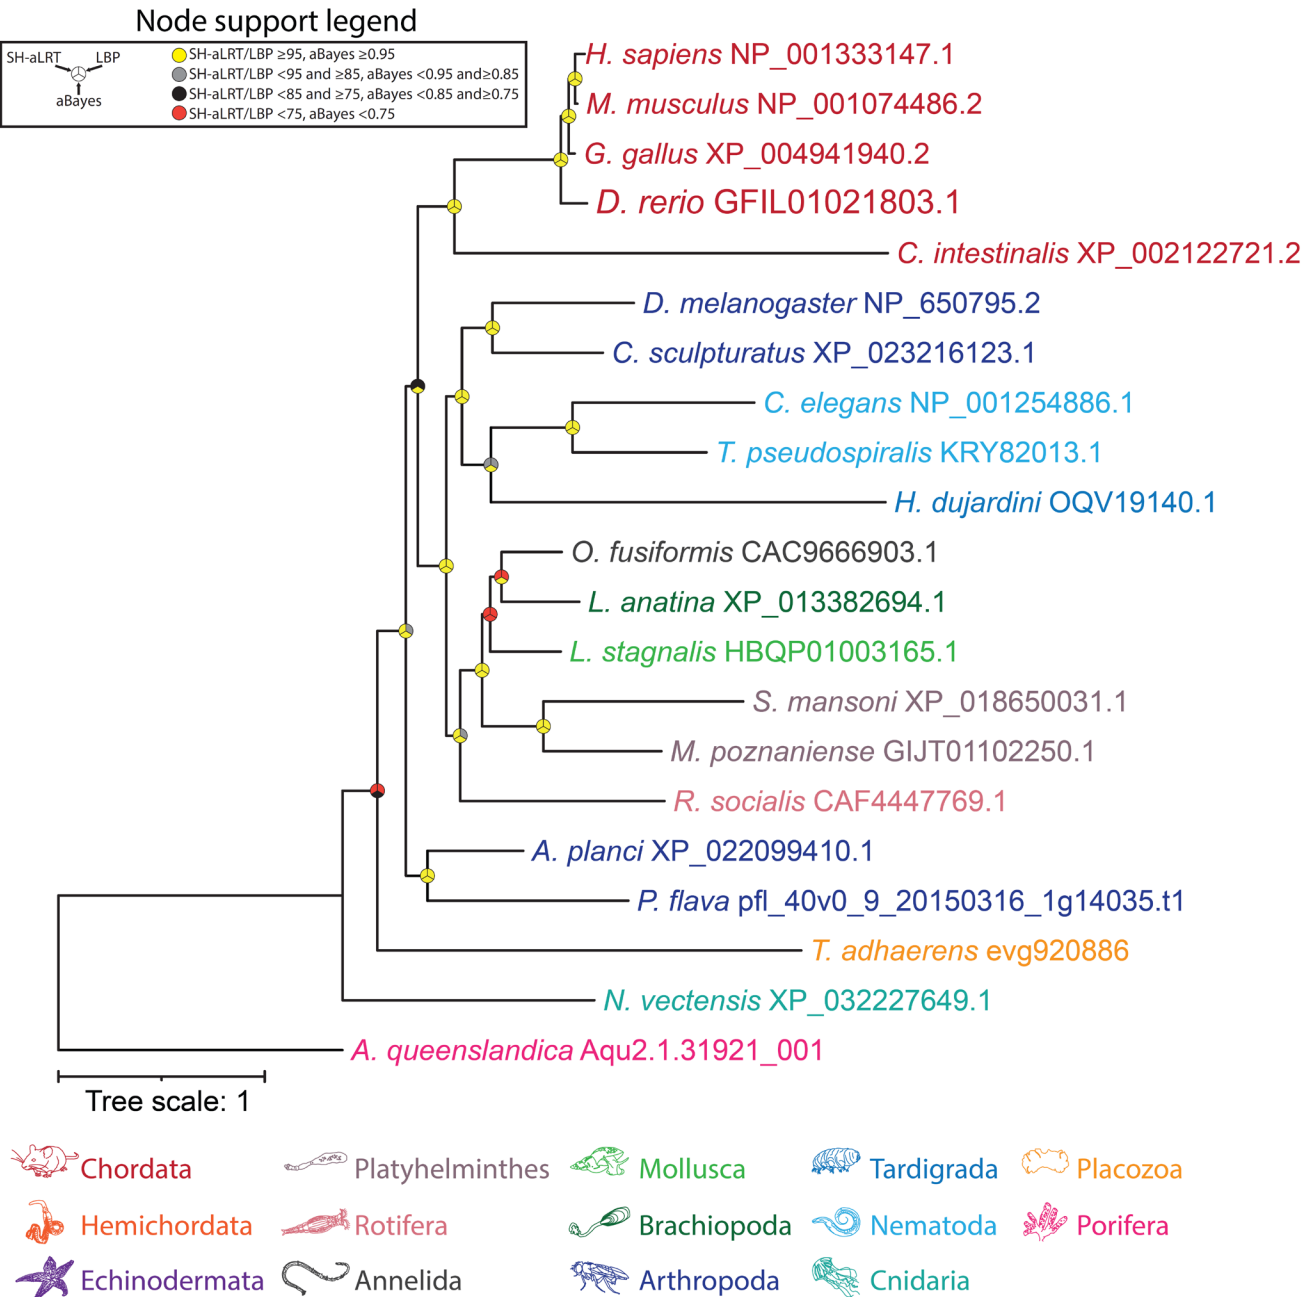 Node support legend
SH-aLRT LBP
aBayes
SH-aLRT/LBP ≥95, aBayes ≥0.95
SH-aLRT/LBP <95 and ≥85, aBayes <0.95 and≥0.85
SH-aLRT/LBP <85 and ≥75, aBayes <0.85 and≥0.75
SH-aLRT/LBP <75, aBayes <0.75
H. sapiens NP_001333147.1
M. musculus NP_001074486.2
G. gallus XP_004941940.2
D. rerio GFIL01021803.1
C. intestinalis XP_002122721.2
D. melanogaster NP_650795.2
C. sculpturatus XP_023216123.1
C. elegans NP_001254886.1
T. pseudospiralis KRY82013.1
H. dujardini OQV19140.1
O. fusiformis CAC9666903.1
L. anatina XP_013382694.1
L. stagnalis HBQP01003165.1
S. mansoni XP_018650031.1
M. poznaniense GIJT01102250.1
R. socialis CAF4447769.1
A. planci XP_022099410.1
P. flava pfl_40v0_9_20150316_1g14035.t1
T. adhaerens evg920886
N. vectensis XP_032227649.1
A. queenslandica Aqu2.1.31921_001
Tree scale: 1
Chordata Platyhelminthes Mollusca Tardigrada Placozoa
Hemichordata Rotifera Brachiopoda Nematoda Porifera
Echinodermata Annelida Arthropoda Cnidaria